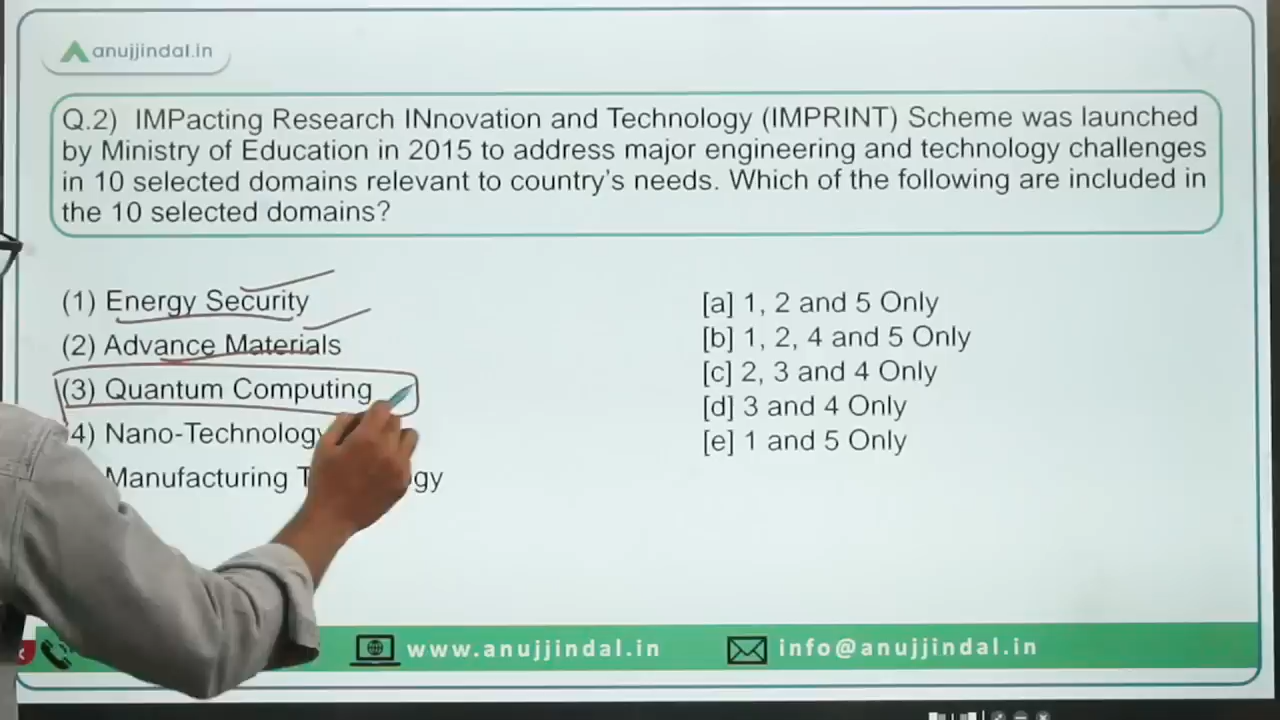 anujjindal.in
Q.2) IMPacting Research INnovation and Technology (IMPRINT) Scheme was launched
by Ministry of Education in 2015 to address major engineering and technology challenges
in 10 selected domains relevant to country's needs. Which of the following are included in
the 10 selected domains?
(1) Energy Security
(2) Advance Materials
(3) Quantum Computing
4) Nano-Technology
Manufacturing
[a] 1, 2 and 5 Only
[b] 1, 2, 4 and 5 Only
[c] 2, 3 and 4 Only
[d] 3 and 4 Only
[e] 1 and 5 Only
www.anujjindal.in
info@anujjindal.in